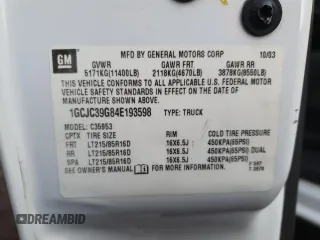 GM
MFD BY GENERAL MOTORS CORP 10/03
GVWR GAWR FRT GAWR RR
5171KG(11400LB) 2118KG(4670LB) 3878KG(8550LB)
THIS VEHICLE CONFORMS TO ALL APPLICABLE U.S. FEDERAL MOTOR
VEHICLE SAFETY STANDARDS IN EFFECT ON THE DATE OF
MANUFACTURE SHOWN ABOVE.
1GCJC39G84E193598 TYPE: TRUCK
MODEL: C35953
OPTX TIRE SIZE RIM COLD TIRE PRESSURE
FRT LT215/85R16D 16X6.5J 450KPA(65PSI)
RR LT215/85R16D 16X6.5J 450KPA(65PSI) DUAL
SPA LT215/85R16D 16X6.5J 450KPA(65PSI)
SEE OWNER'S MANUAL FOR MORE INFORMATION.
DREAMBID